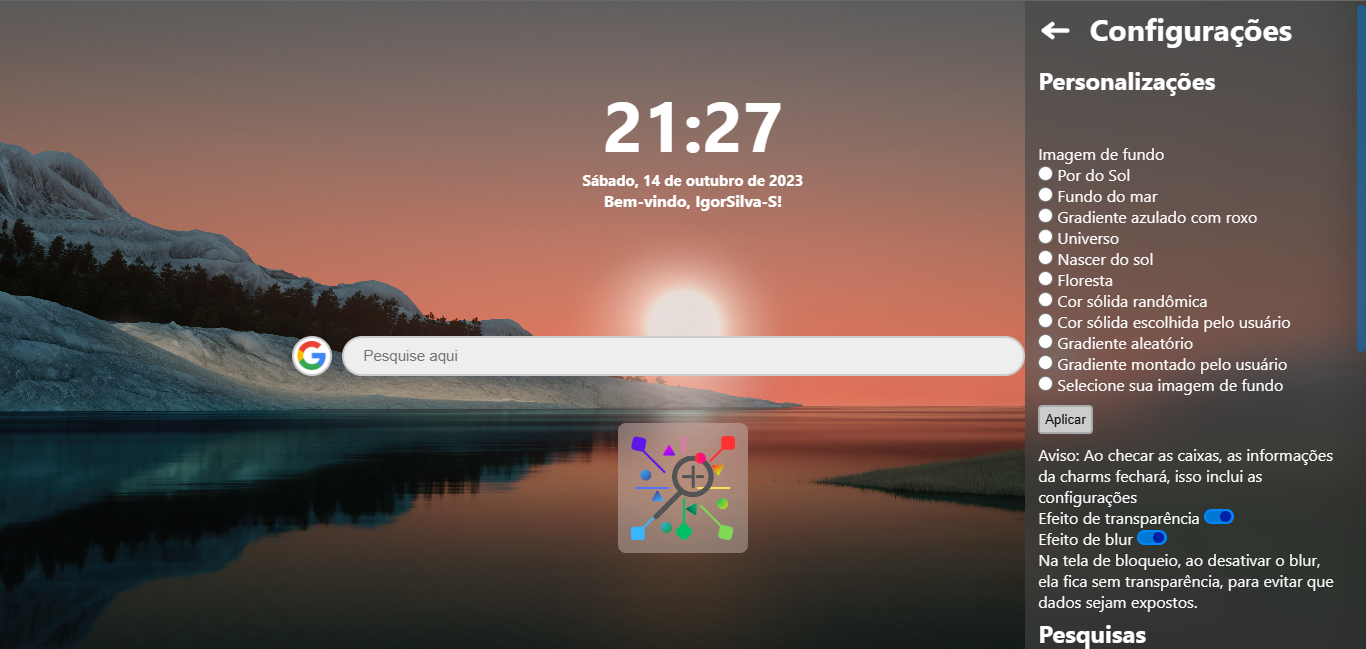 21:27
Sábado, 14 de outubro de 2023
Bem-vindo, IgorSilva-S!
Pesquise aqui
Configurações
Personalizações
Imagem de fundo
Por do Sol
Fundo do mar
Gradiente azulado com roxo
Universo
Nascer do sol
Floresta
Cor sólida randômica
Cor sólida escolhida pelo usuário
Gradiente aleatório
Gradiente montado pelo usuário
Selecione sua imagem de fundo
Aplicar
Aviso: Ao checar as caixas, as informações
da charms fechará, isso inclui as
configurações
Efeito de transparência
Efeito de blur
Na tela de bloqueio, ao desativar o blur,
ela fica sem transparência, para evitar que
dados sejam expostos.
Pesquisas